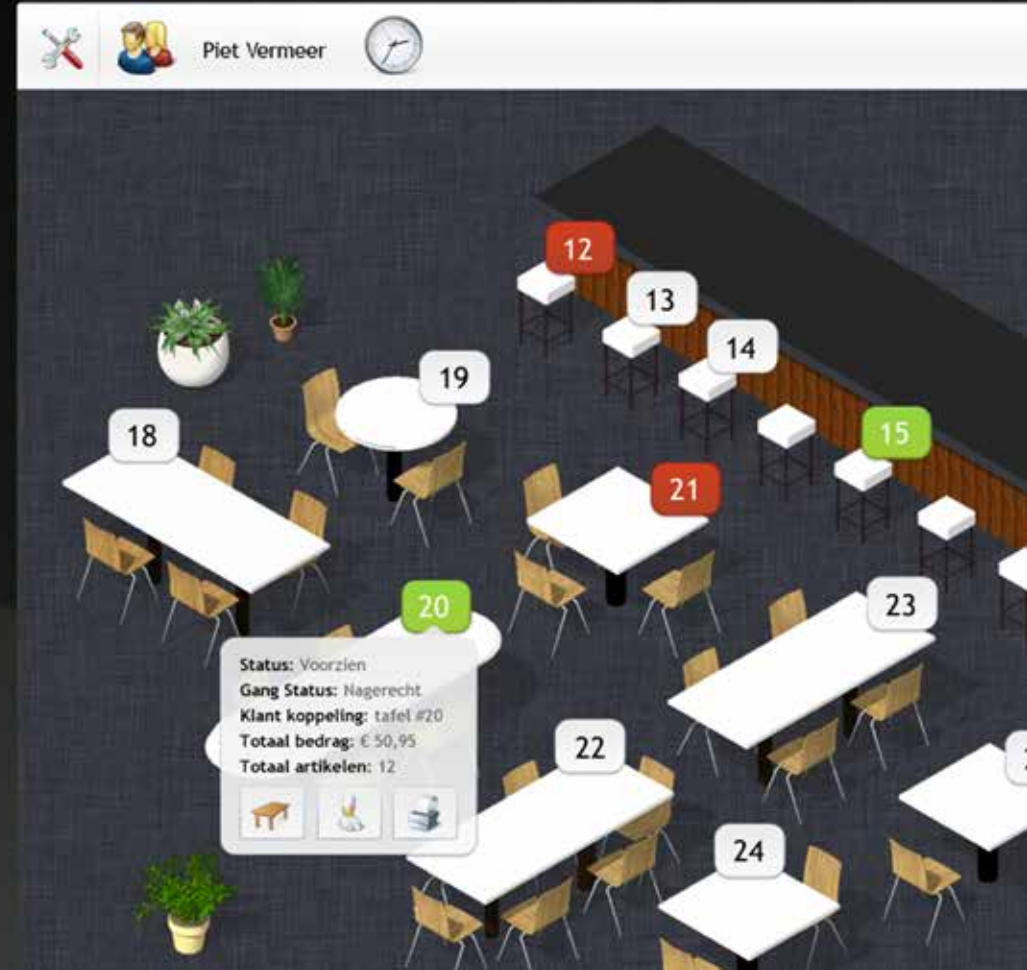 Piet Vermeer
12
13
14
19
18
15
21
20
23
Status: Voorzien
Gang Status: Nagerecht
Klant koppeling: tafel #20
Totaal bedrag: € 50,95
Totaal artikelen: 12
22
24